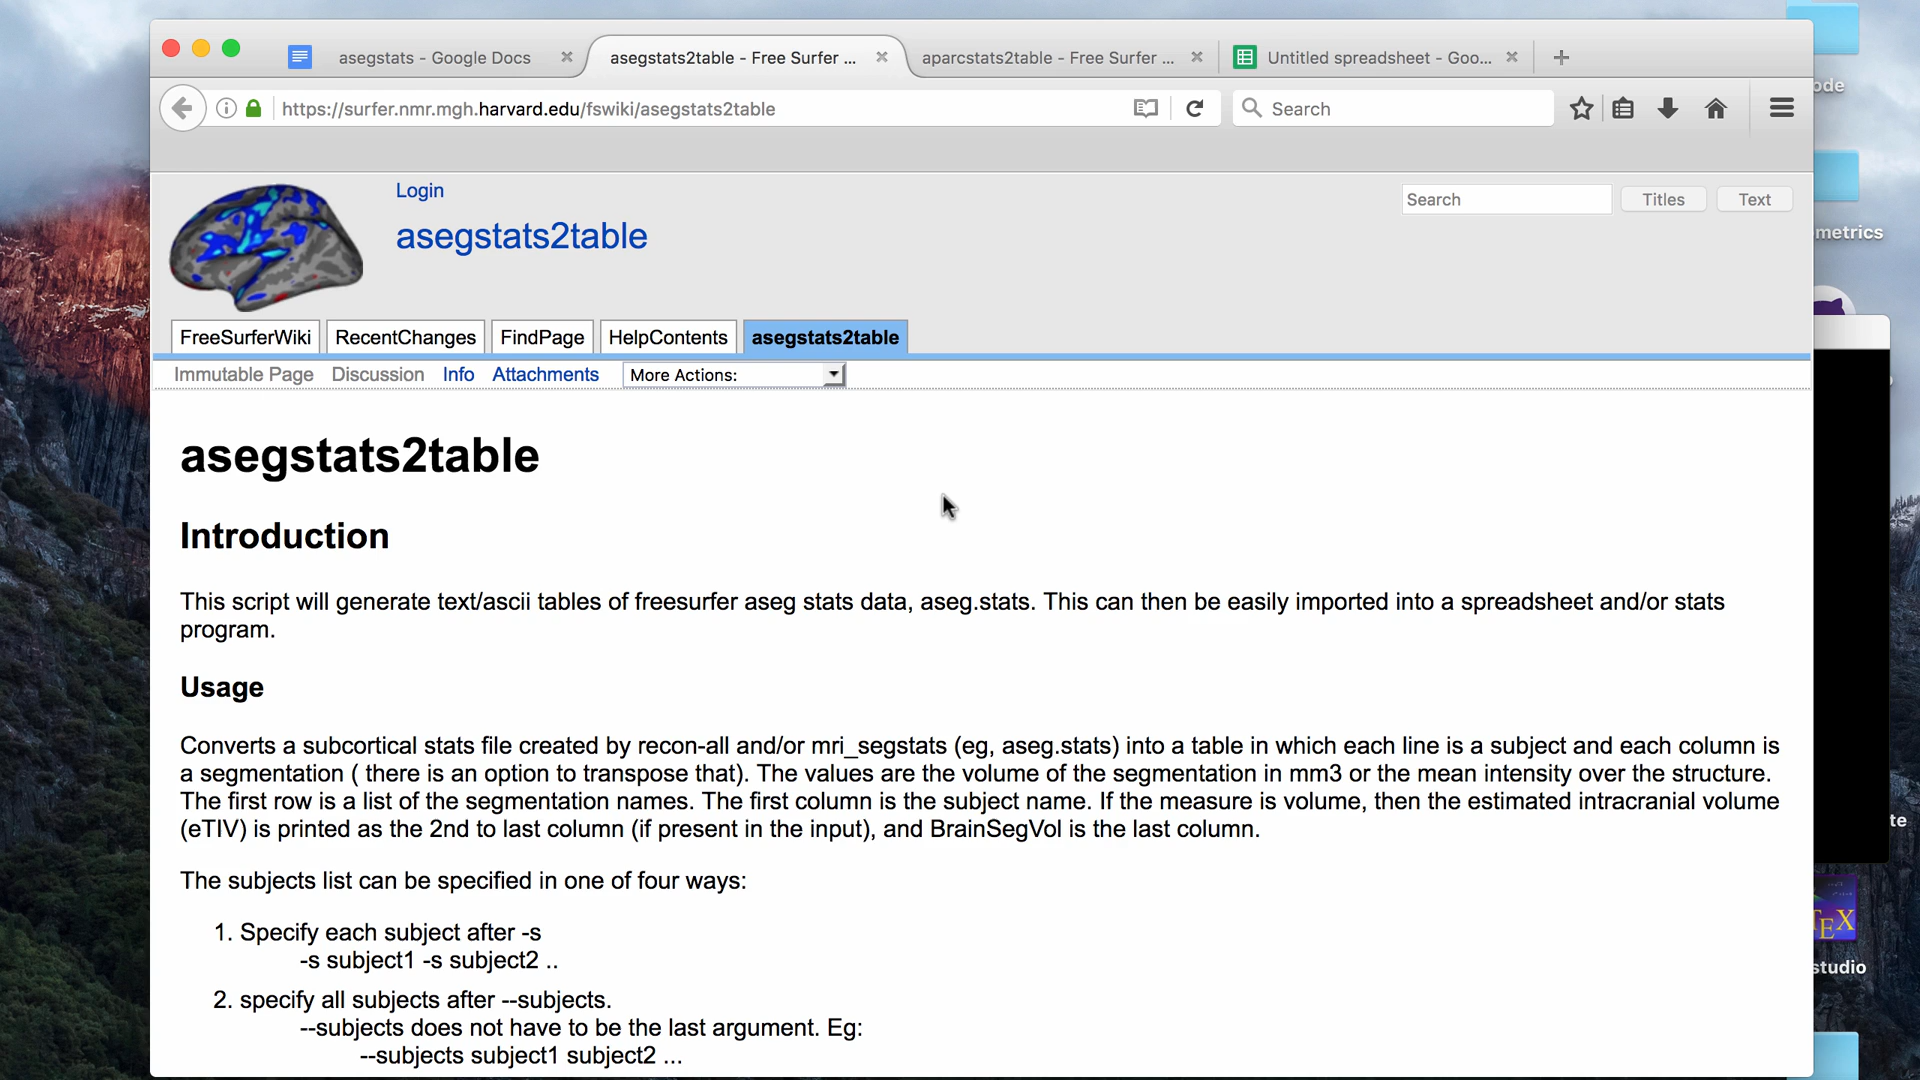 asegstats - Google Docs
asegstats2table - Free Surfer ...
aparcstats2table - Free Surfer ...
Untitled spreadsheet - Goo...
https://surfer.nmr.mgh.harvard.edu/fswiki/asegstats2table
Search
Login
asegstats2table
Search
Titles
Text
FreeSurferWiki
RecentChanges
FindPage
HelpContents
asegstats2table
Immutable Page
Discussion
Info
Attachments
More Actions:
asegstats2table
Introduction
This script will generate text/ascii tables of freesurfer aseg stats data, aseg.stats. This can then be easily imported into a spreadsheet and/or stats
program.
Usage
Converts a subcortical stats file created by recon-all and/or mri_segstats (eg, aseg.stats) into a table in which each line is a subject and each column is
a segmentation ( there is an option to transpose that). The values are the volume of the segmentation in mm3 or the mean intensity over the structure.
The first row is a list of the segmentation names. The first column is the subject name. If the measure is volume, then the estimated intracranial volume
(eTIV) is printed as the 2nd to last column (if present in the input), and BrainSegVol is the last column.
The subjects list can be specified in one of four ways:
1. Specify each subject after -s
-s subject1 -s subject2 ..
2. specify all subjects after --subjects.
--subjects does not have to be the last argument. Eg:
--subjects subject1 subject2 ...
ode
metrics
te
TEX
studio